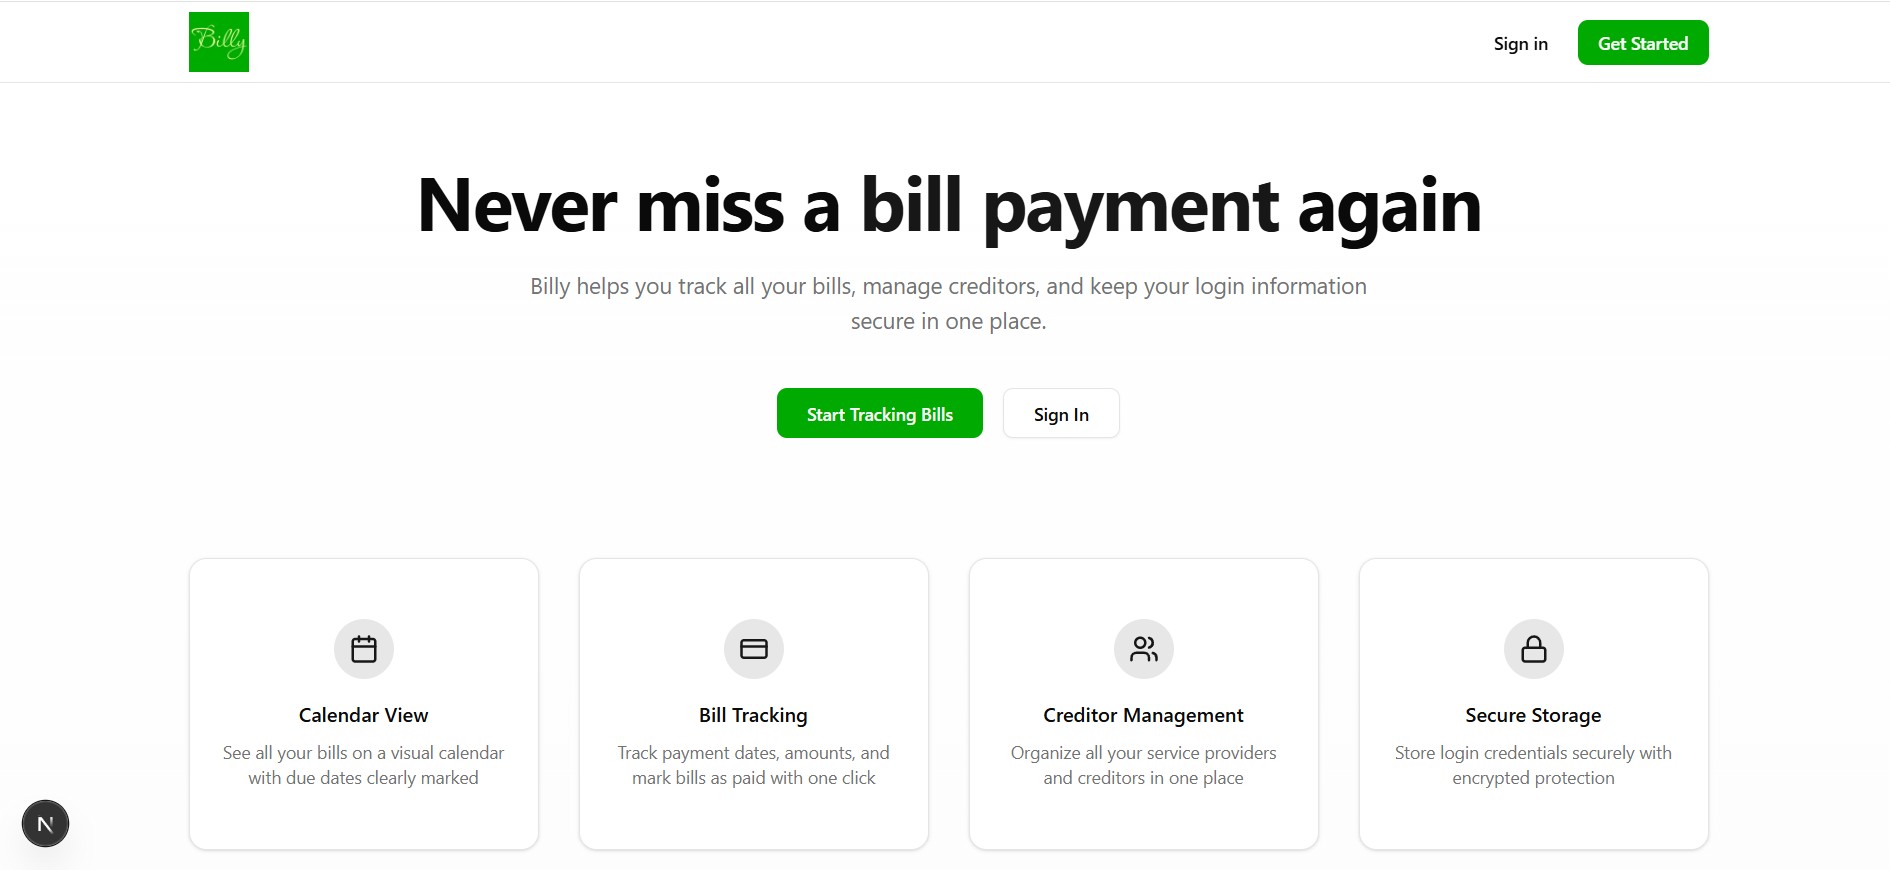 Billy
Sign in
Get Started
Never miss a bill payment again
Billy helps you track all your bills, manage creditors, and keep your login information
secure in one place.
Start Tracking Bills
Sign In
Calendar View
See all your bills on a visual calendar
with due dates clearly marked
Bill Tracking
Track payment dates, amounts, and
mark bills as paid with one click
Creditor Management
Organize all your service providers
and creditors in one place
Secure Storage
Store login credentials securely with
encrypted protection
N